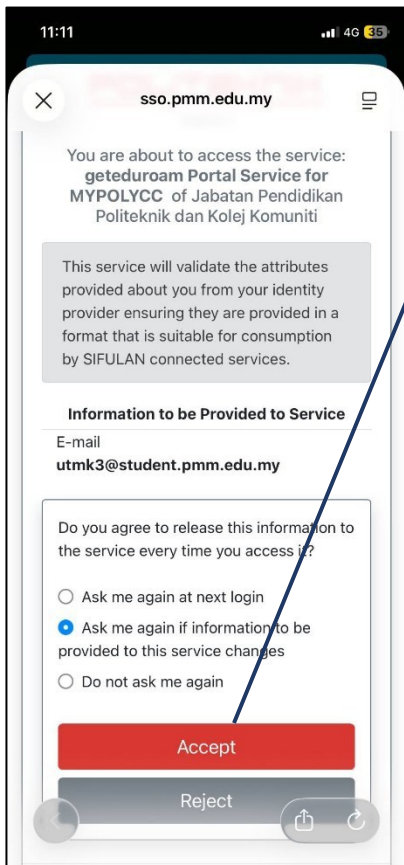 11:11
4G 35
sso.pmm.edu.my
You are about to access the service:
geteduroam Portal Service for
MYPOLYCC of Jabatan Pendidikan
Politeknik dan Kolej Komuniti
This service will validate the attributes
provided about you from your identity
provider ensuring they are provided in a
format that is suitable for consumption
by SIFULAN connected services.
Information to be Provided to Service
E-mail
utmk3@student.pmm.edu.my
Do you agree to release this information to
the service every time you access it?
Ask me again at next login
Ask me again if information to be
provided to this service changes
Do not ask me again
Accept
Reject